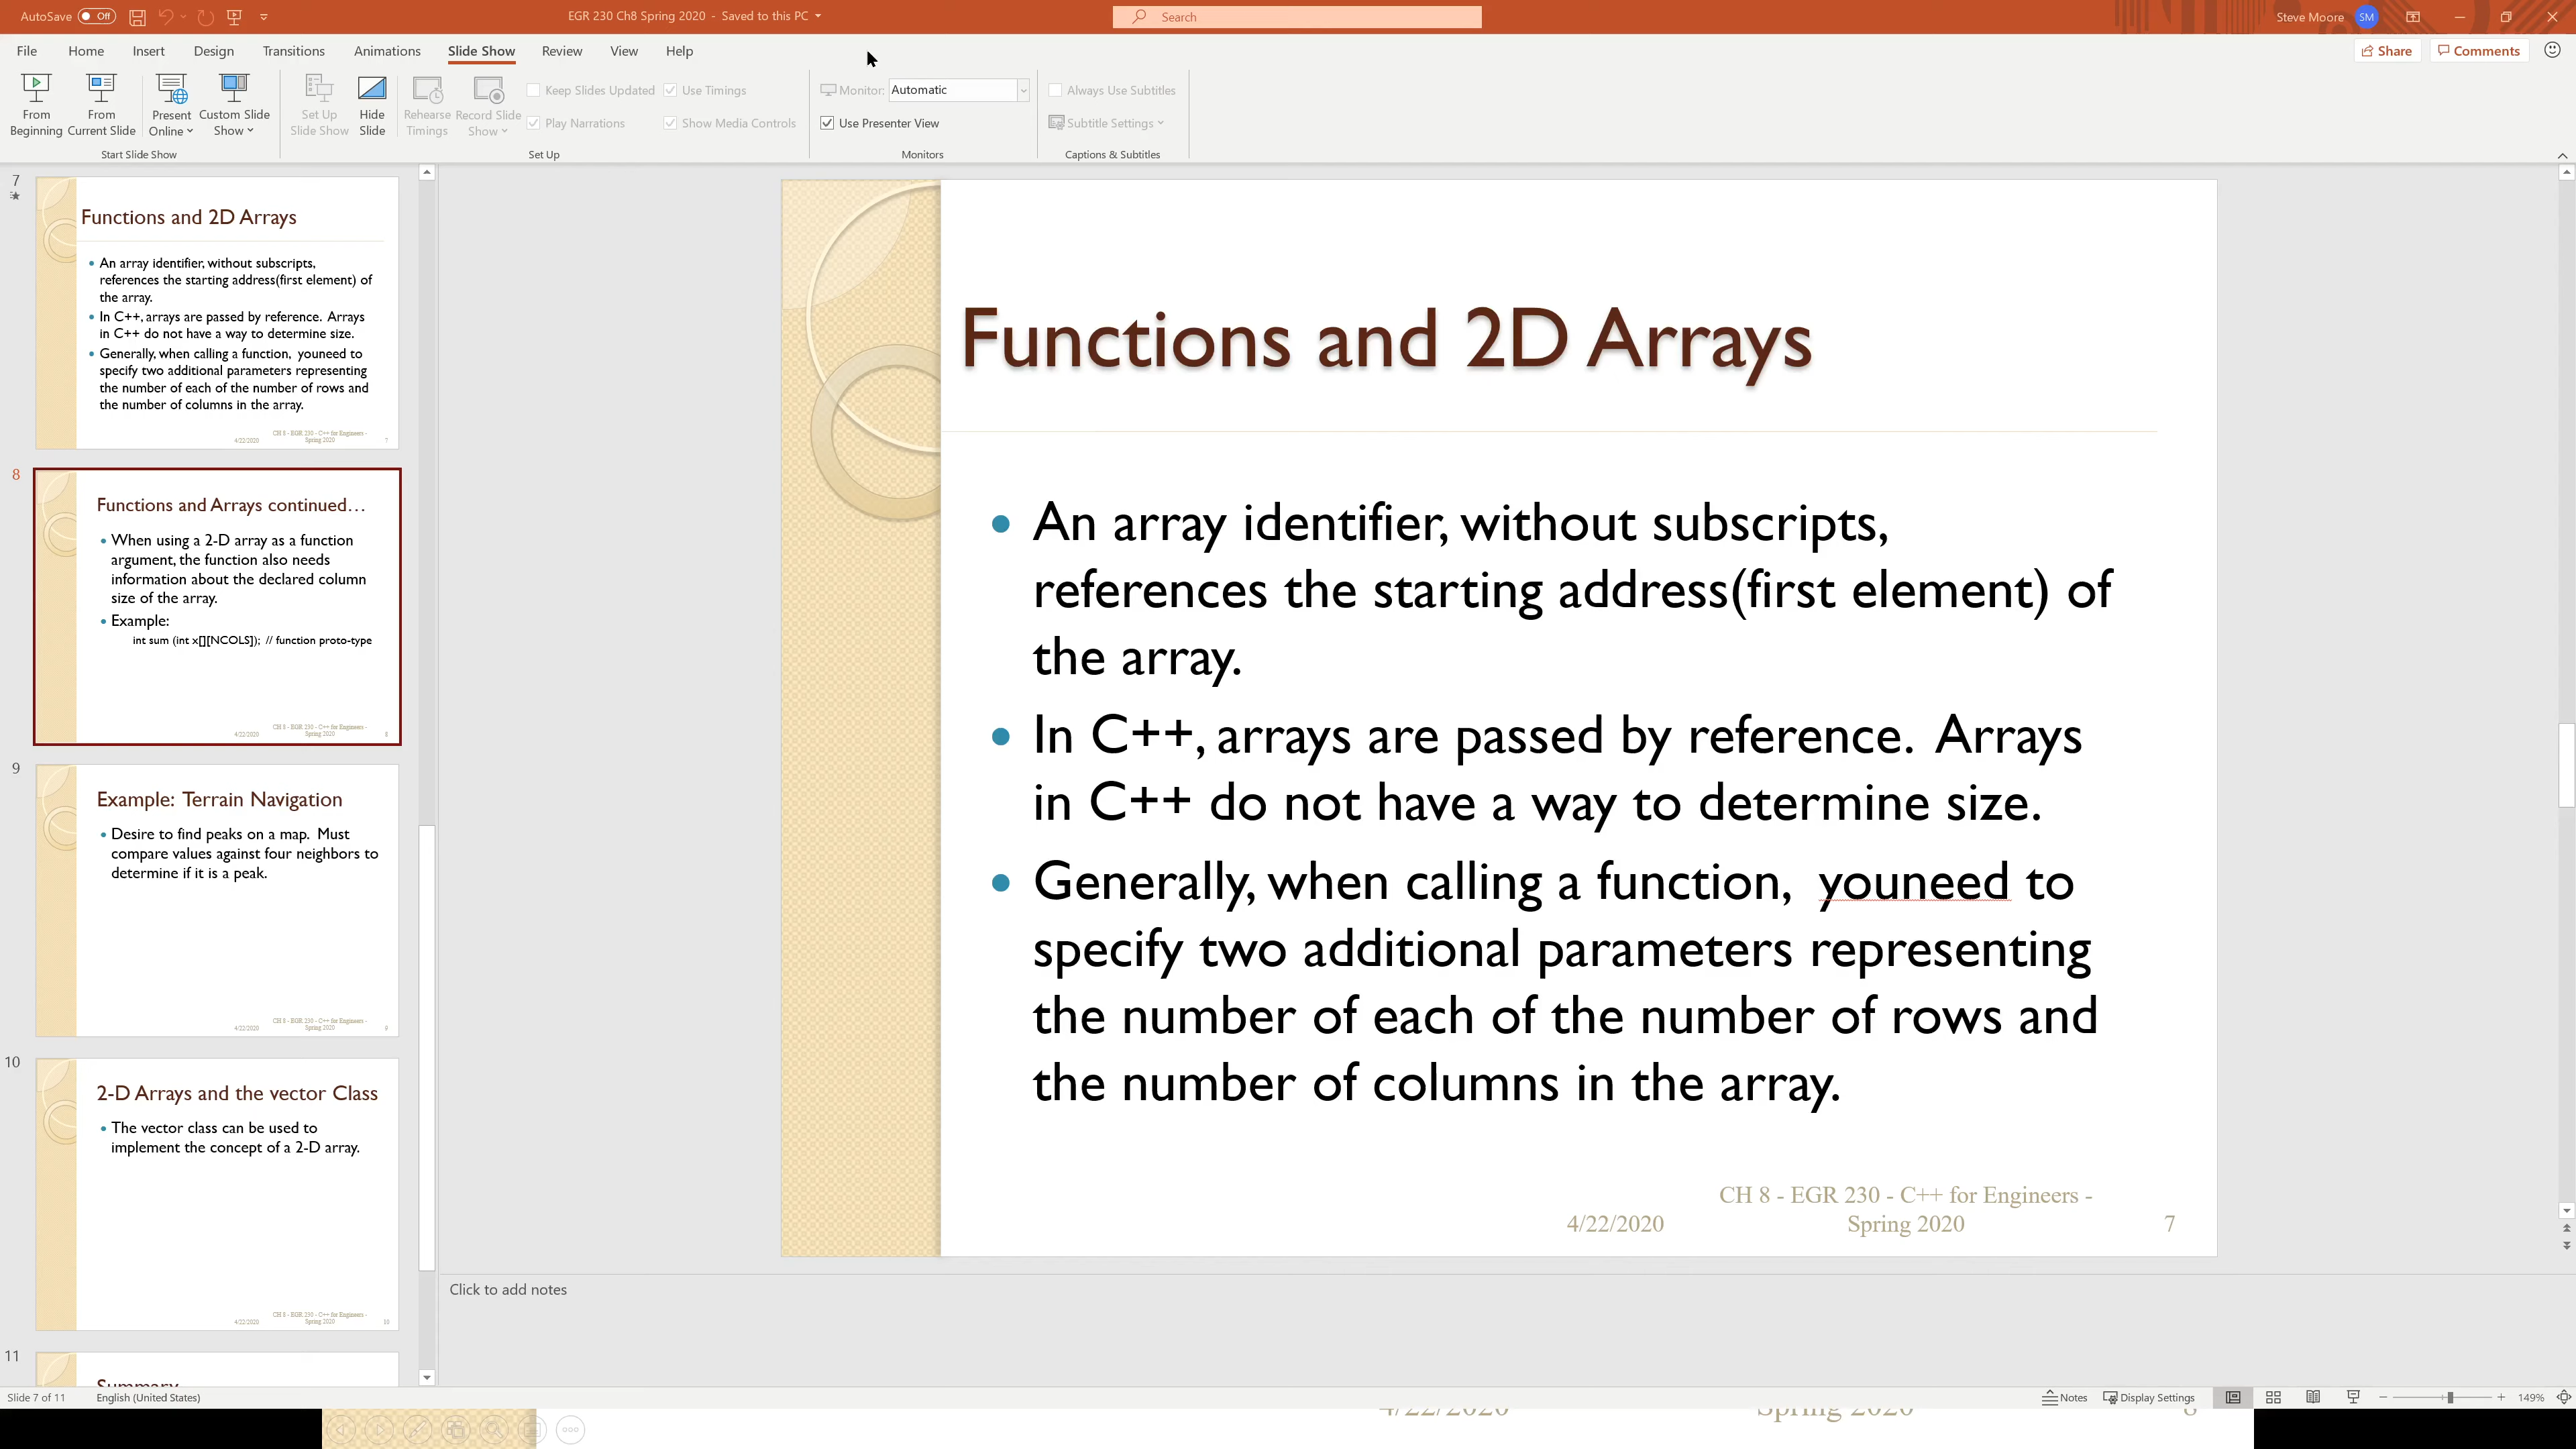 AutoSave Off
EGR 230 Ch8 Spring 2020 - Saved to this PC
Search
Steve Moore SM
File Home Insert Design Transitions Animations Slide Show Review View Help
Share Comments
From Beginning
From Current Slide
Present Online
Custom Slide Show
Set Up Slide Show
Hide Slide
Rehearse Timings
Record Slide Show
Keep Slides Updated
Use Timings
Play Narrations
Show Media Controls
Monitor: Automatic
Use Presenter View
Always Use Subtitles
Subtitle Settings
Start Slide Show
Set Up
Monitors
Captions & Subtitles
7
Functions and 2D Arrays
• An array identifier, without subscripts,
references the starting address(first element) of
the array.
• In C++, arrays are passed by reference. Arrays
in C++ do not have a way to determine size.
• Generally, when calling a function, youneed to
specify two additional parameters representing
the number of each of the number of rows and
the number of columns in the array.
CH 8 - EGR 230 - C++ for Engineers -
4/22/2020 Spring 2020 7
8
Functions and Arrays continued…
• When using a 2-D array as a function
argument, the function also needs
information about the declared column
size of the array.
• Example:
int sum (int x[][NCOLS]); // function proto-type
CH 8 - EGR 230 - C++ for Engineers -
4/22/2020 Spring 2020 8
9
Example: Terrain Navigation
• Desire to find peaks on a map. Must
compare values against four neighbors to
determine if it is a peak.
CH 8 - EGR 230 - C++ for Engineers -
4/22/2020 Spring 2020 9
10
2-D Arrays and the vector Class
• The vector class can be used to
implement the concept of a 2-D array.
CH 8 - EGR 230 - C++ for Engineers -
4/22/2020 Spring 2020 10
11
Summary
Functions and 2D Arrays
• An array identifier, without subscripts,
references the starting address(first element) of
the array.
• In C++, arrays are passed by reference. Arrays
in C++ do not have a way to determine size.
• Generally, when calling a function, youneed to
specify two additional parameters representing
the number of each of the number of rows and
the number of columns in the array.
CH 8 - EGR 230 - C++ for Engineers -
4/22/2020 Spring 2020 7
Click to add notes
Slide 7 of 11 English (United States)
Notes Display Settings 149%
4/22/2020 Spring 2020 8